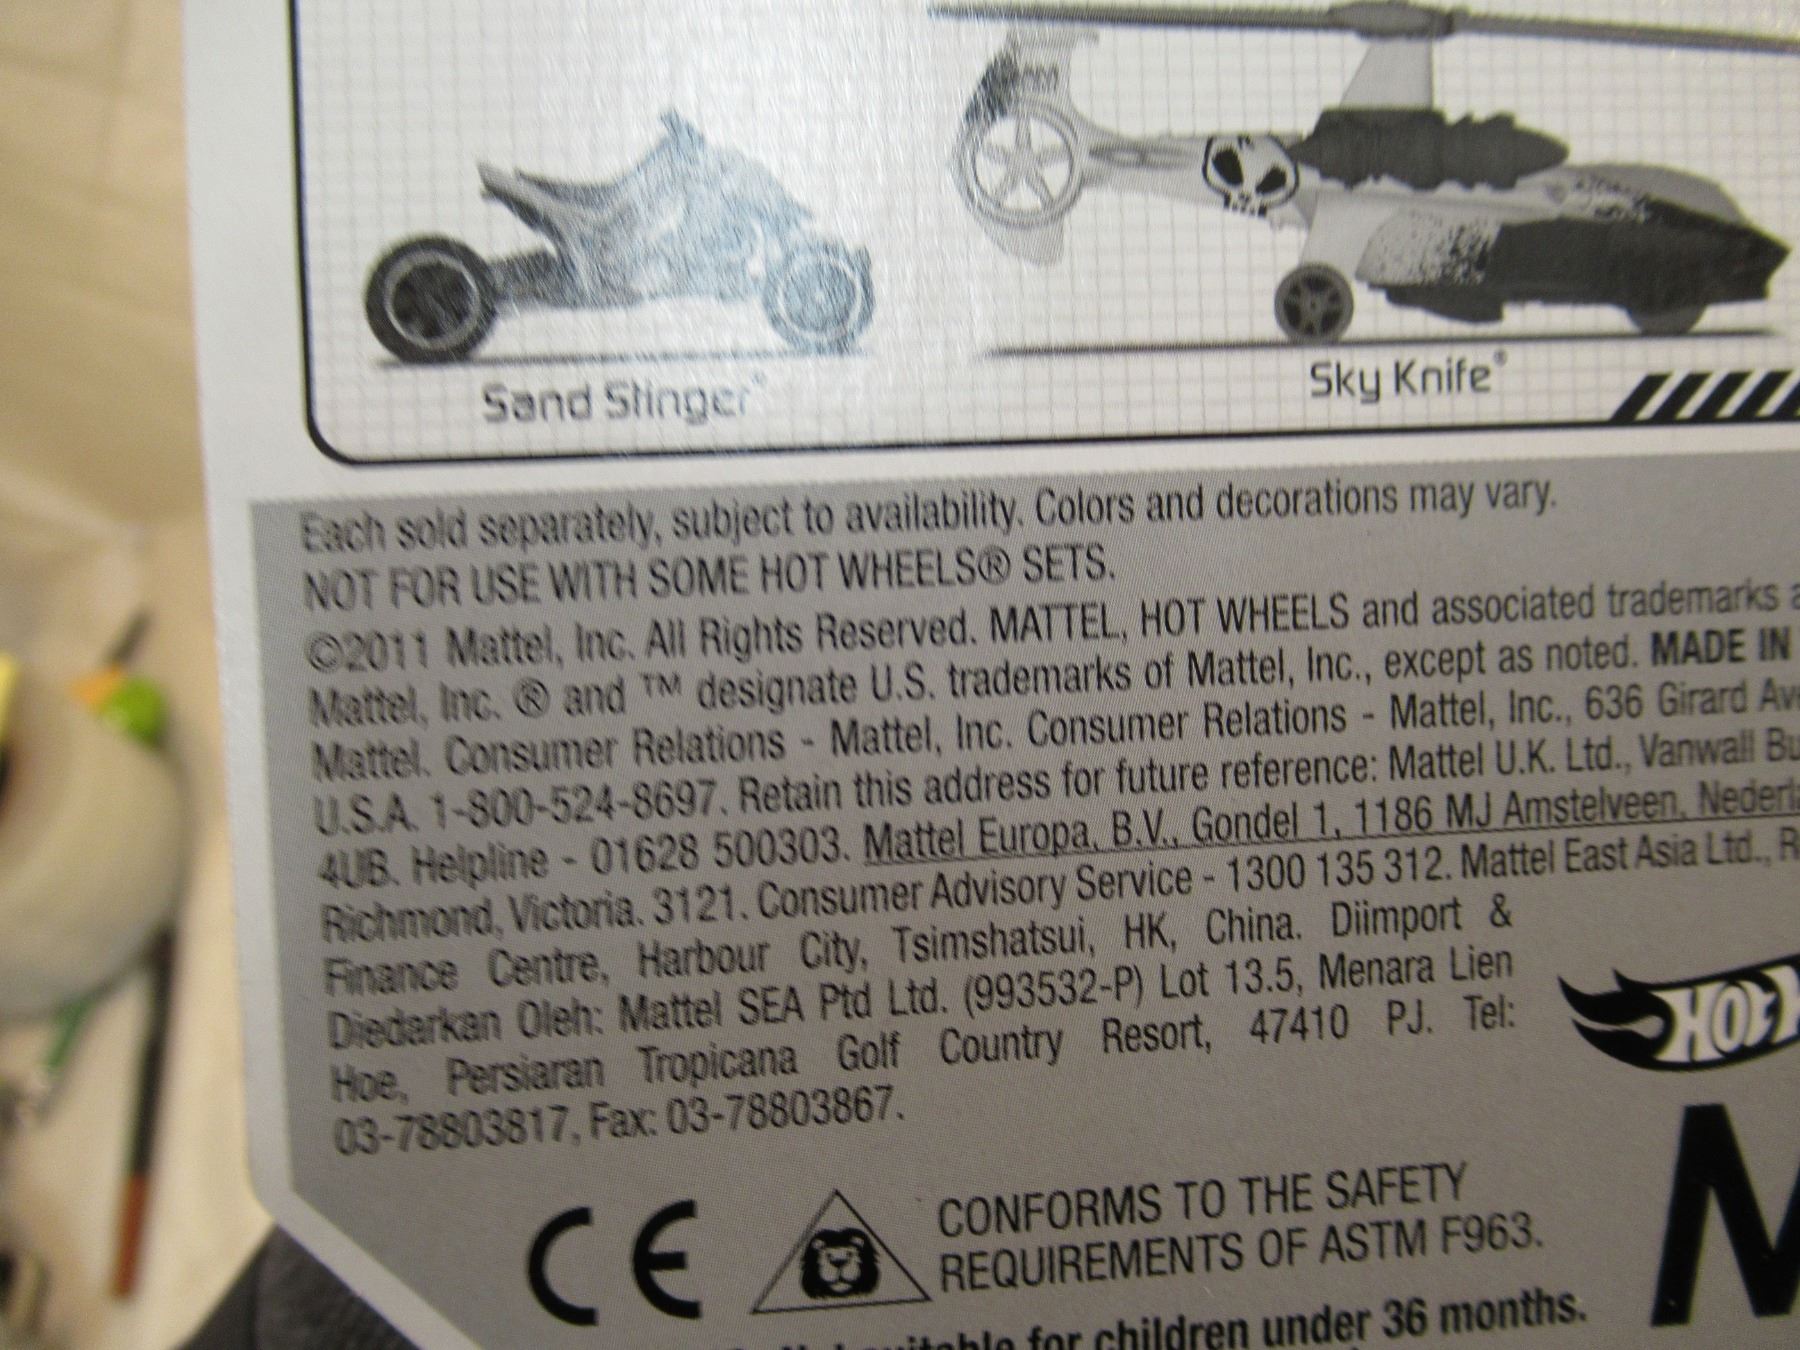 Sand Stinger®
Sky Knife®
Each sold separately, subject to availability. Colors and decorations may vary.
NOT FOR USE WITH SOME HOT WHEELS® SETS.
©2011 Mattel, Inc. All Rights Reserved. MATTEL, HOT WHEELS and associated trademarks a
Mattel, Inc. ® and ™ designate U.S. trademarks of Mattel, Inc., except as noted. MADE IN
Mattel. Consumer Relations - Mattel, Inc. Consumer Relations - Mattel, Inc., 636 Girard Av
U.S.A. 1-800-524-8697. Retain this address for future reference: Mattel U.K. Ltd., Vanwall Bu
4UB. Helpline - 01628 500303. Mattel Europa, B.V., Gondel 1, 1186 MJ Amstelveen, Nederl
Richmond, Victoria. 3121. Consumer Advisory Service - 1300 135 312. Mattel East Asia Ltd., R
Finance Centre, Harbour City, Tsimshatsui, HK, China. Diimport &
Diedarkan Oleh: Mattel SEA Ptd Ltd. (993532-P) Lot 13.5, Menara Lien
Hoe, Persiaran Tropicana Golf Country Resort, 47410 PJ. Tel:
03-78803817, Fax: 03-78803867.
HOT
CE
CONFORMS TO THE SAFETY
REQUIREMENTS OF ASTM F963.
M
suitable for children under 36 months.